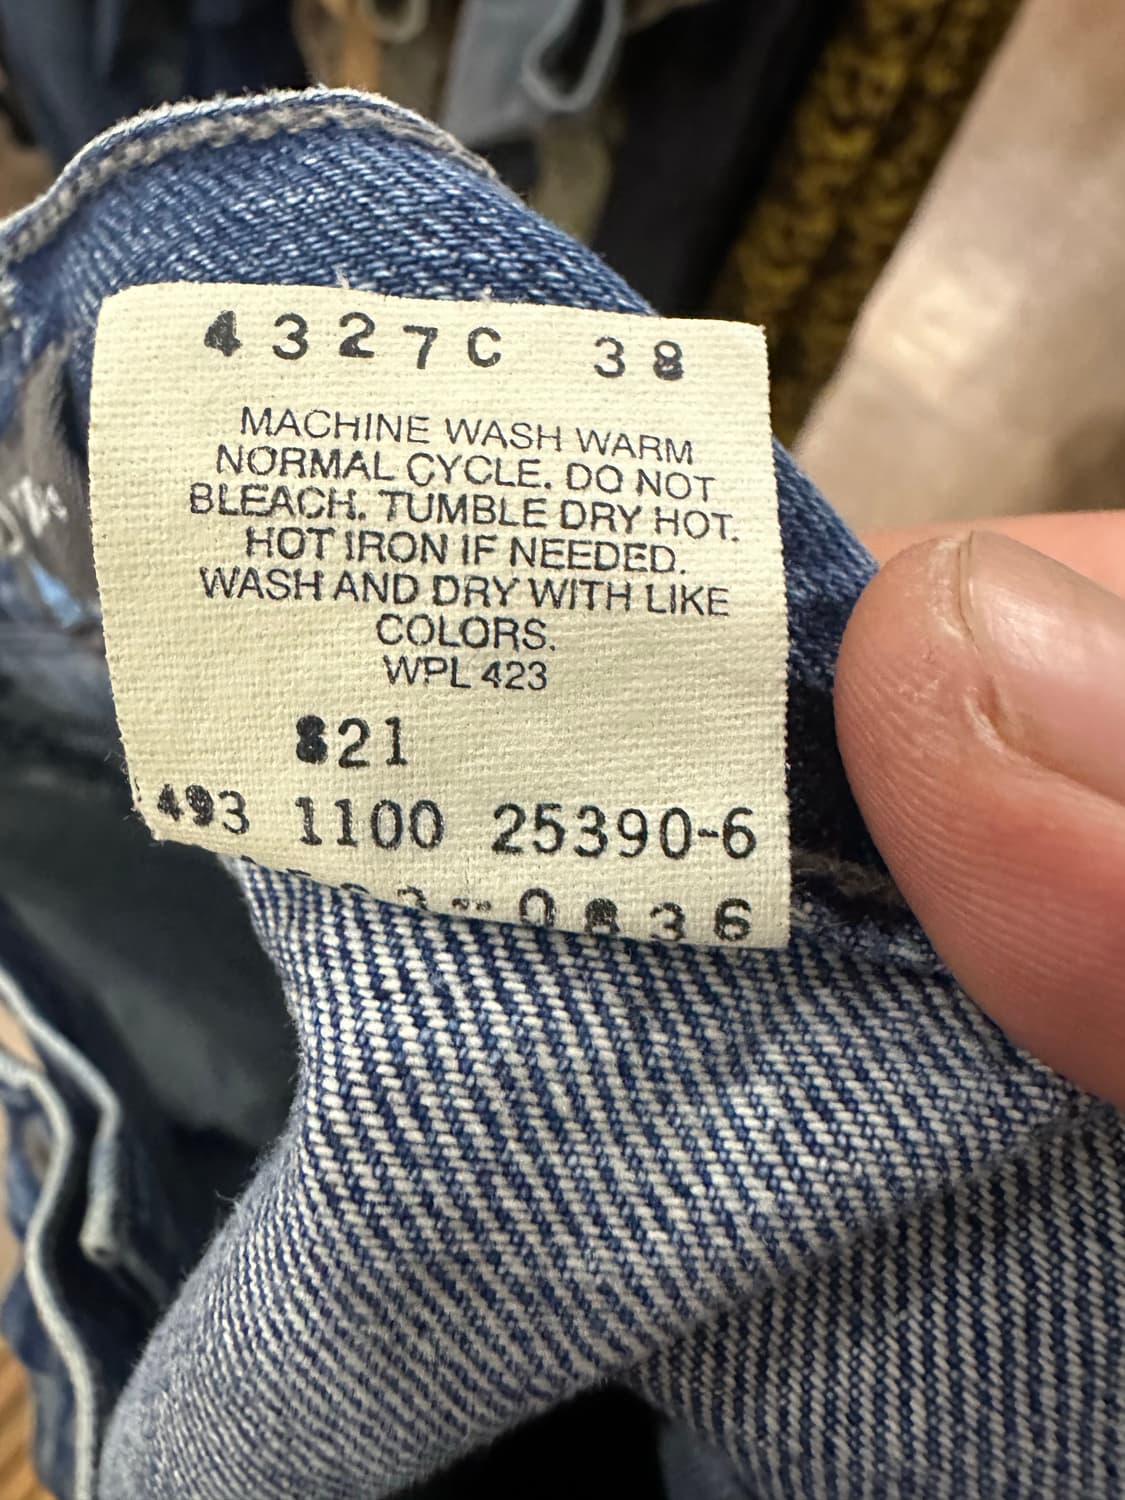 4327C 38
MACHINE WASH WARM
NORMAL CYCLE. DO NOT
BLEACH. TUMBLE DRY HOT.
HOT IRON IF NEEDED.
WASH AND DRY WITH LIKE
COLORS.
WPL 423
821
493 1100 25390-6